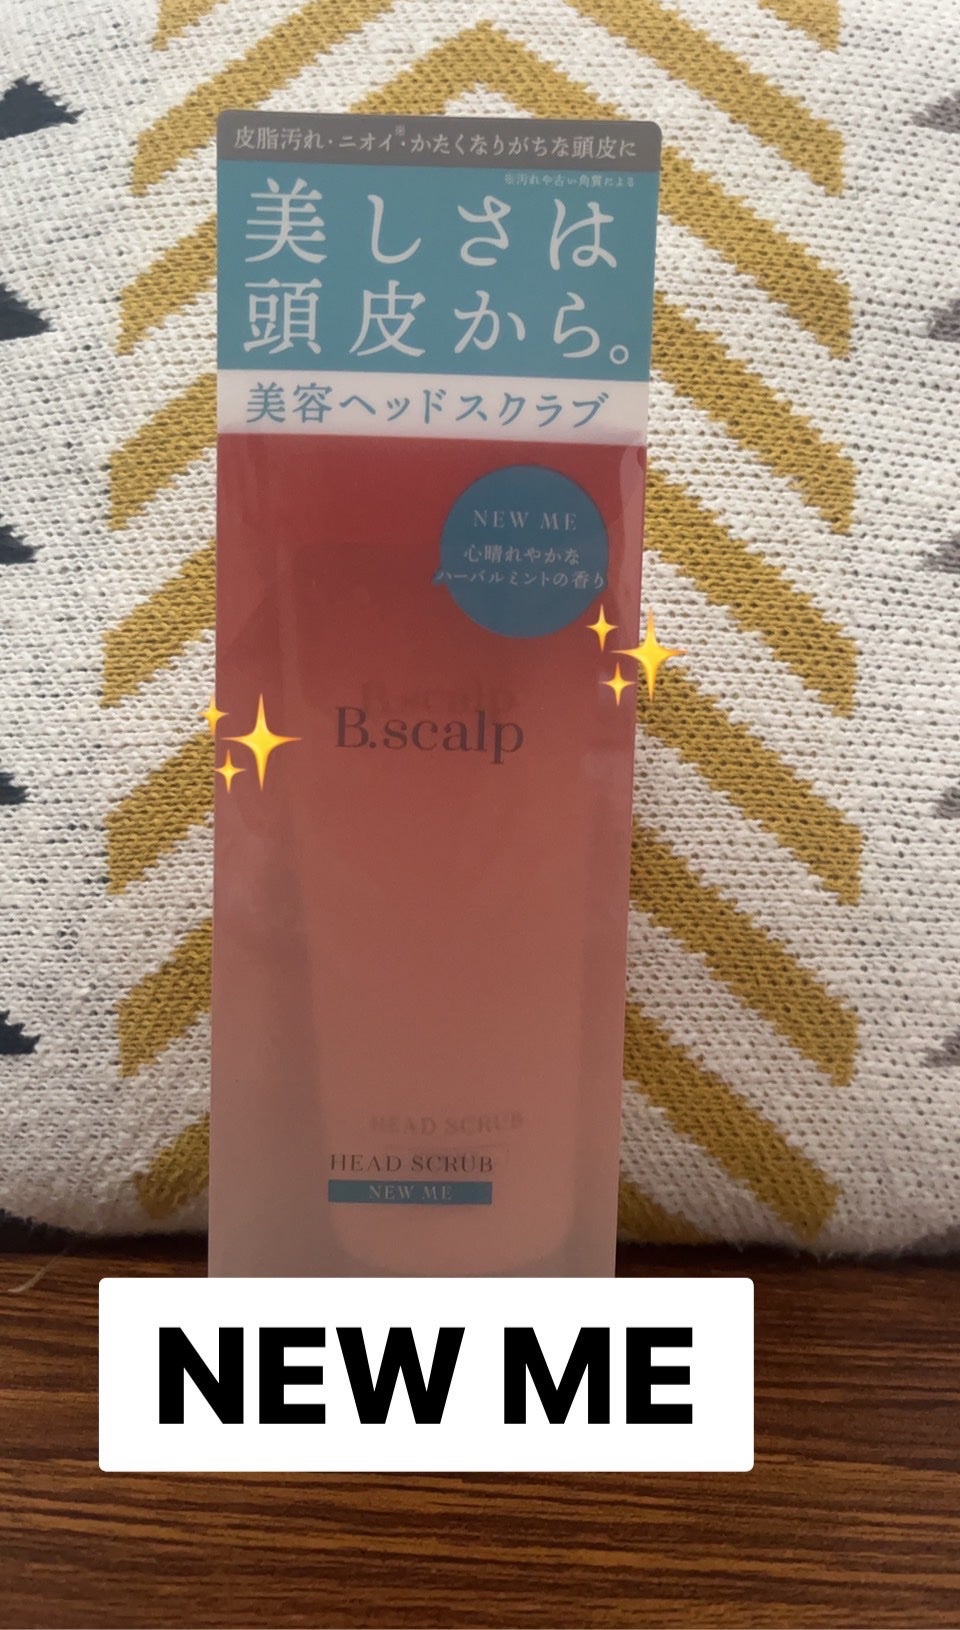 皮脂汚れ・ニオイ※・かたくなりがちな頭皮に
※汚れや古い角質による
美しさは
頭皮から。
美容ヘッドスクラブ
NEW ME
心晴れやかな
ハーバルミントの香り
B.scalp
HEAD SCRUB
HEAD SCRUB
NEW ME
NEW ME